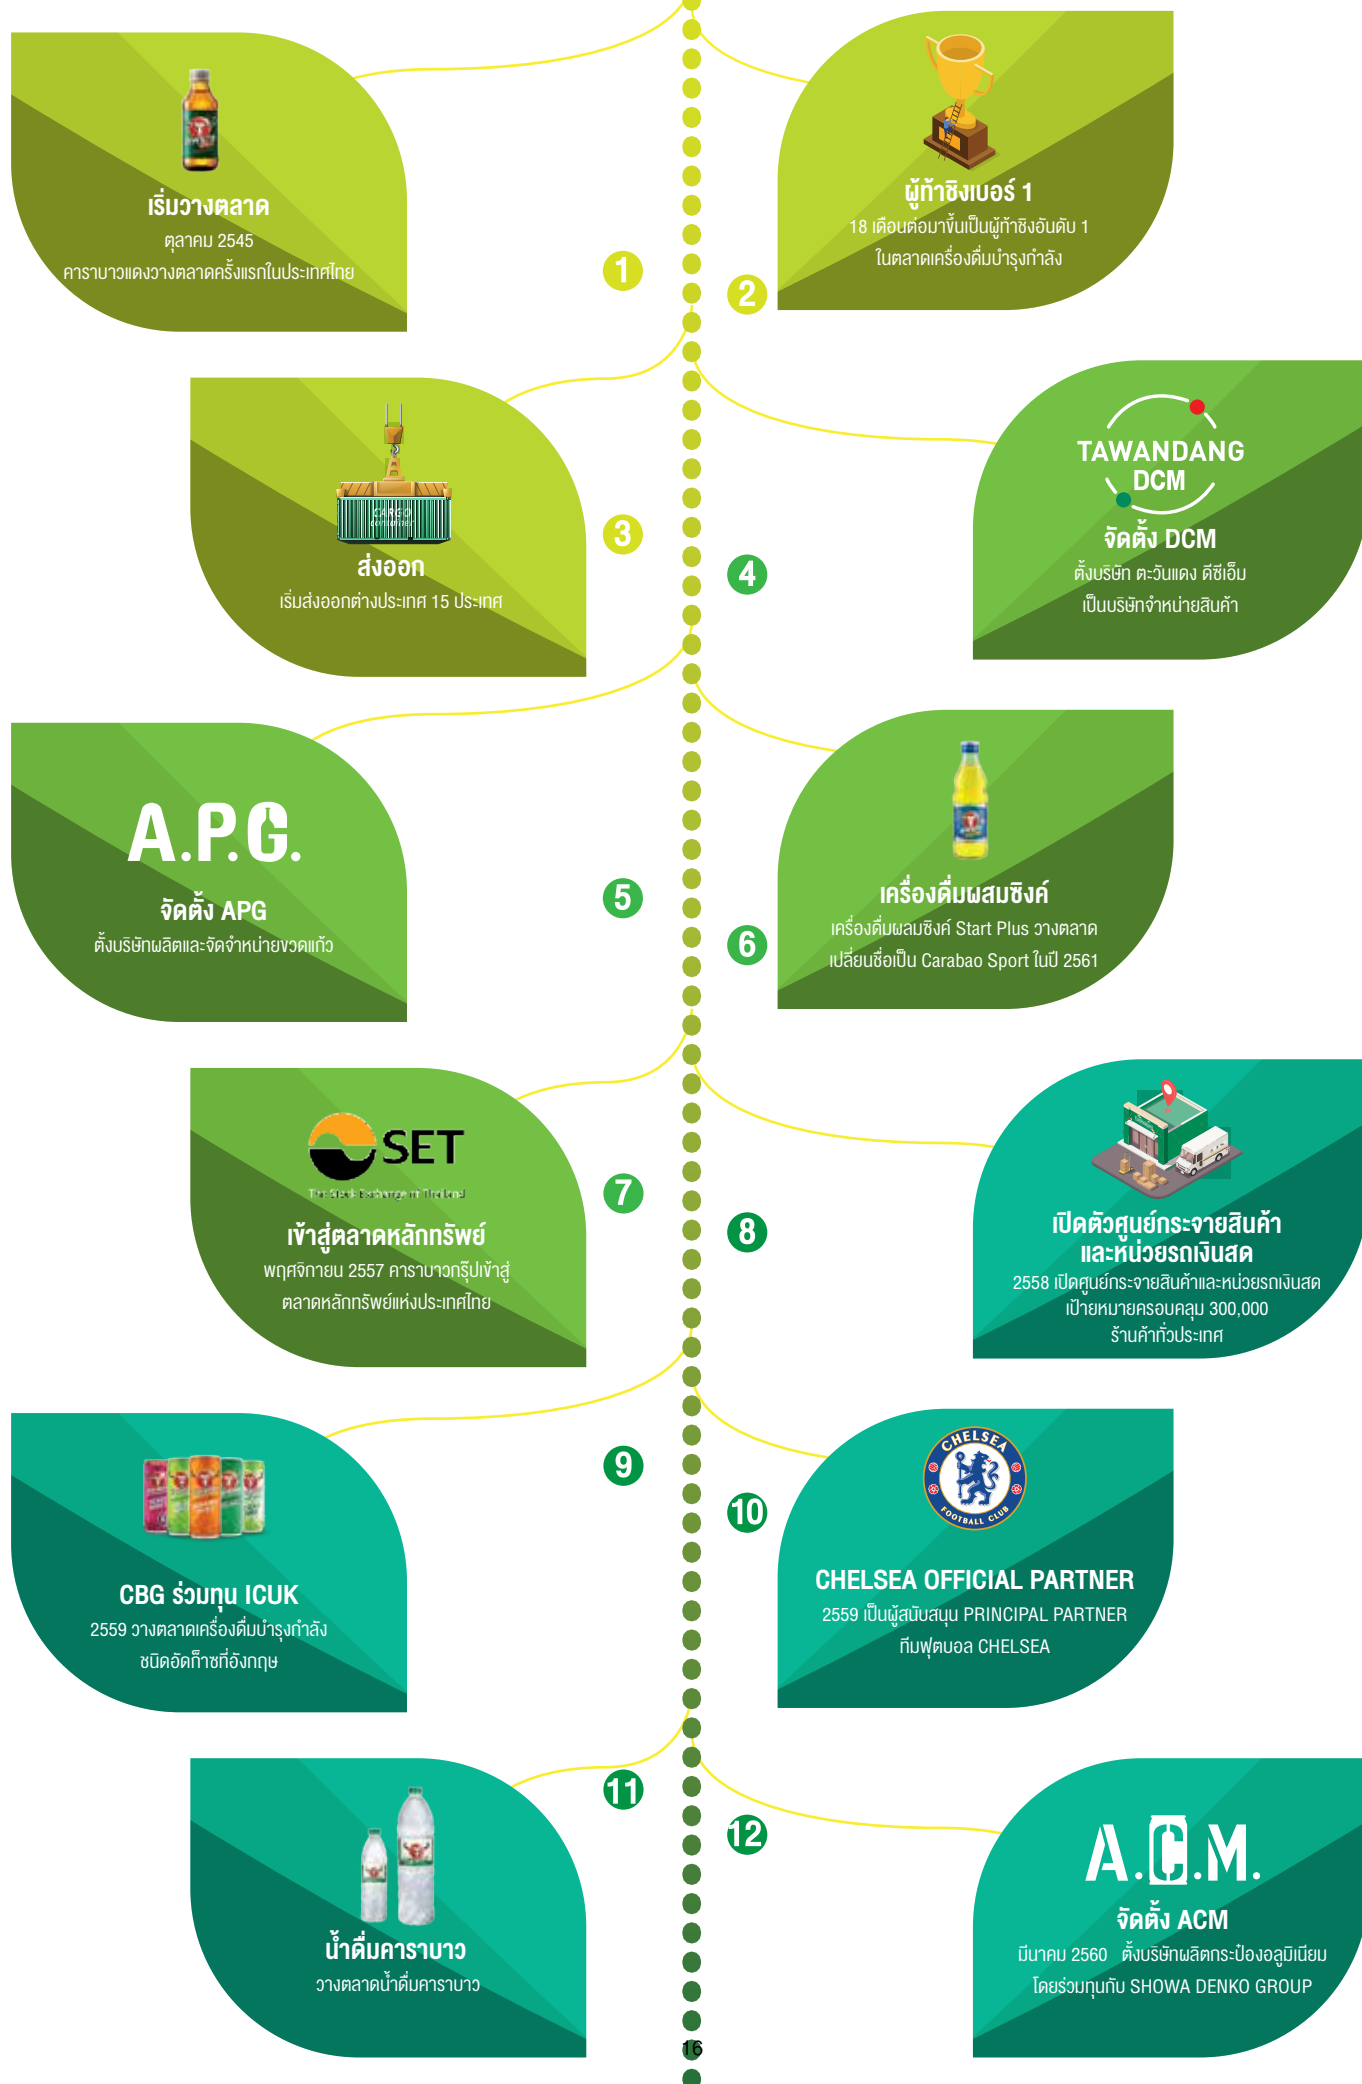 เริ่มวางตลาด
ตุลาคม 2545
คาราบาวแดงวางตลาดครั้งแรกในประเทศไทย
1
ผู้ท้าชิงเบอร์ 1
18 เดือนต่อมาขึ้นเป็นผู้ท้าชิงอันดับ 1
ในตลาดเครื่องดื่มบำรุงกำลัง
2
CARGO
container
ส่งออก
เริ่มส่งออกต่างประเทศ 15 ประเทศ
3
TAWANDANG
DCM
จัดตั้ง DCM
ตั้งบริษัท ตะวันแดง ดีซีเอ็ม
เป็นบริษัทจำหน่ายสินค้า
4
A.P.G.
จัดตั้ง APG
ตั้งบริษัทผลิตและจัดจำหน่ายขวดแก้ว
5
เครื่องดื่มผสมซิงค์
เครื่องดื่มผลมซิงค์ Start Plus วางตลาด
เปลี่ยนชื่อเป็น Carabao Sport ในปี 2561
6
SET
The Stock Exchange of Thailand
เข้าสู่ตลาดหลักทรัพย์
พฤศจิกายน 2557 คาราบาวกรุ๊ปเข้าสู่
ตลาดหลักทรัพย์แห่งประเทศไทย
7
เปิดตัวศูนย์กระจายสินค้า
และหน่วยรถเงินสด
2558 เปิดศูนย์กระจายสินค้าและหน่วยรถเงินสด
เป้ายหมายครอบคลุม 300,000
ร้านค้าทั่วประเทศ
8
CBG ร่วมทุน ICUK
2559 วางตลาดเครื่องดื่มบำรุงกำลัง
ชนิดอัดก็าซที่อังกฤษ
9
CHELSEA
FOOTBALL CLUB
CHELSEA OFFICIAL PARTNER
2559 เป็นผู้สนับสนุน PRINCIPAL PARTNER
ทีมฟุตบอล CHELSEA
10
น้ำดื่มคาราบาว
วางตลาดน้ำดื่มคาราบาว
11
A.C.M.
จัดตั้ง ACM
มีนาคม 2560 ตั้งบริษัทผลิตกระป๋องอลูมิเนียม
โดยร่วมทุนกับ SHOWA DENKO GROUP
12
16